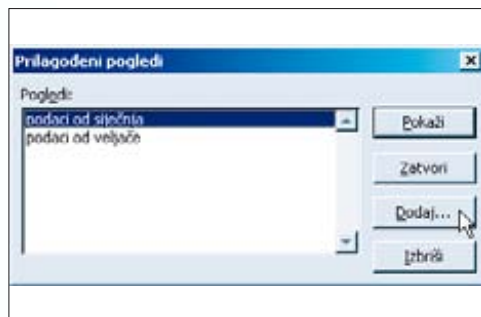 Prilagođeni pogledi
Pogledi:
podaci od siječnja
podaci od veljače
Pokaži
Zatvori
Dodaj...
Izbriši